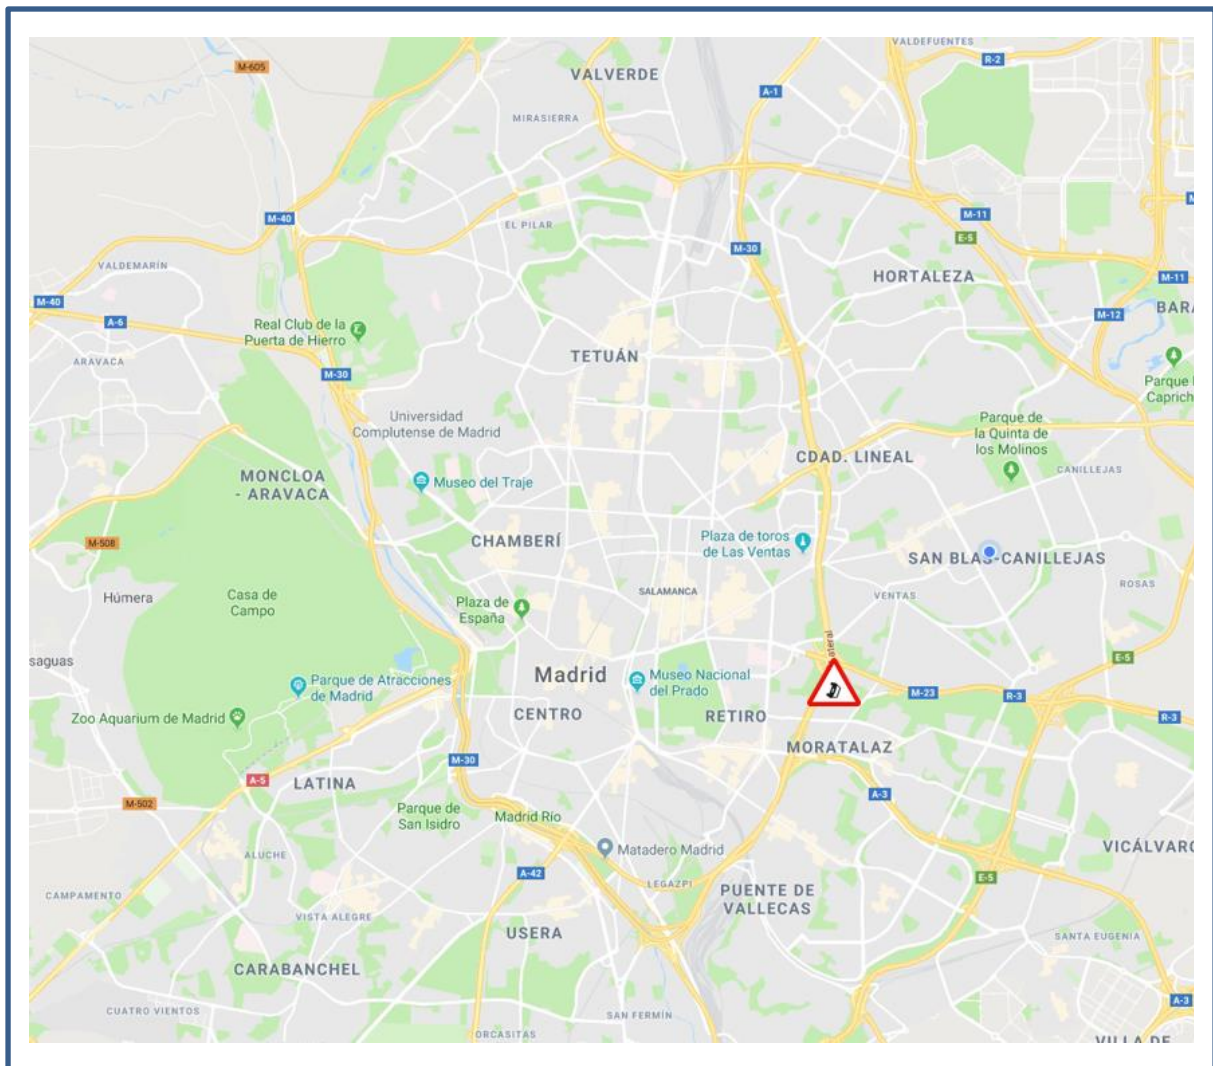 VALDEFUENTES
R-2
M-605
VALVERDE
A-1
MIRASIERRA
M-40
EL PILAR
M-11
E-5
M-30
VALDEMARÍN
HORTALEZA
M-11
M-40
A-6
M-12
Real Club de la
Puerta de Hierro
TETUÁN
ARAVACA
M-30
Universidad
Complutense de Madrid
Parque de
la Quinta de
los Molinos
CDAD. LINEAL
CANILLEJAS
MONCLOA
- ARAVACA
Museo del Traje
M-508
CHAMBERÍ
Plaza de toros
de Las Ventas
SAN BLAS-CANILLEJAS
ROSAS
Húmera
Casa de
Campo
Plaza de
España
SALAMANCA
VENTAS
saguas
ateral
E-5
Parque de Atracciones
de Madrid
Madrid
Museo Nacional
del Prado
M-23
R-3
R-3
Zoo Aquarium de Madrid
CENTRO
RETIRO
MORATALAZ
M-30
A-5
LATINA
A-3
M-502
Parque de
San Isidro
Madrid Río
Matadero Madrid
VICÁLVARO
ALUCHE
A-42
LEGAZPI
E-5
CAMPAMENTO
VISTA ALEGRE
PUENTE DE
VALLECAS
USERA
SANTA EUGENIA
CARABANCHEL
A-3
CUATRO VIENTOS
SAN FERMÍN
ORCASITAS
VILLA DE